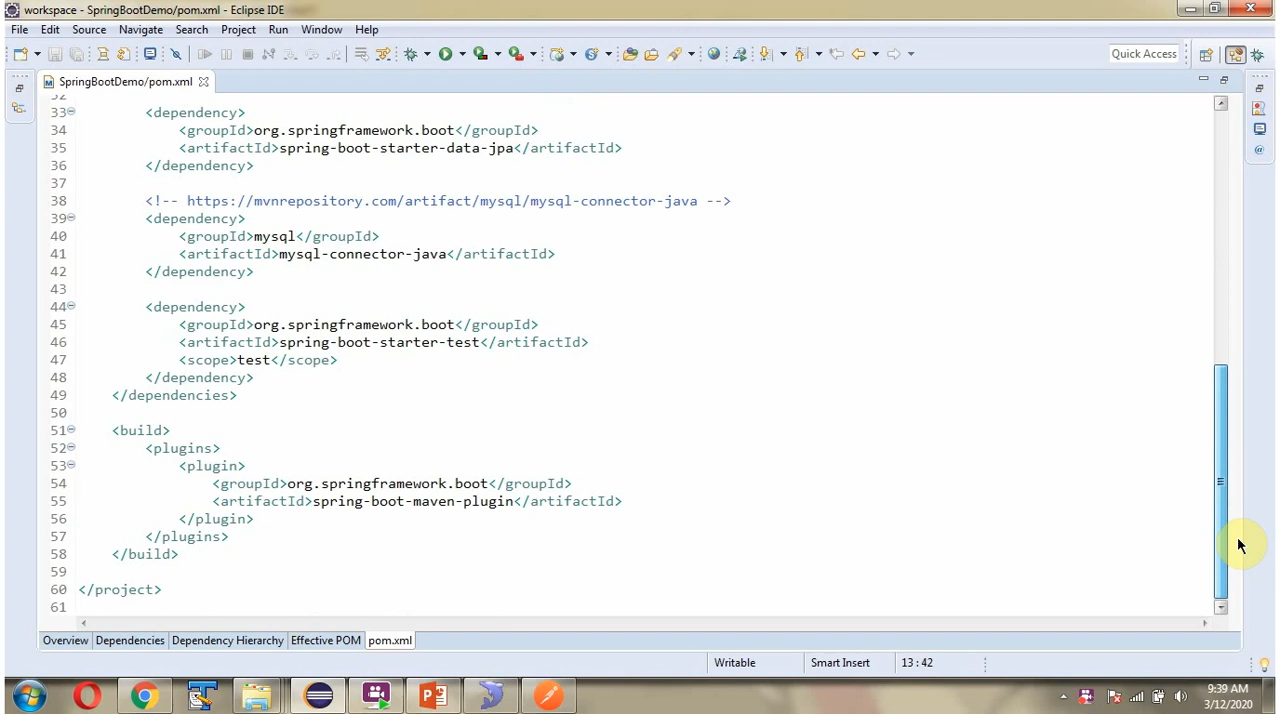 workspace - SpringBootDemo/pom.xml - Eclipse IDE
File Edit Source Navigate Search Project Run Window Help
Quick Access
SpringBootDemo/pom.xml
33 <dependency>
34 <groupId>org.springframework.boot</groupId>
35 <artifactId>spring-boot-starter-data-jpa</artifactId>
36 </dependency>
37
38 <!-- https://mvnrepository.com/artifact/mysql/mysql-connector-java -->
39 <dependency>
40 <groupId>mysql</groupId>
41 <artifactId>mysql-connector-java</artifactId>
42 </dependency>
43
44 <dependency>
45 <groupId>org.springframework.boot</groupId>
46 <artifactId>spring-boot-starter-test</artifactId>
47 <scope>test</scope>
48 </dependency>
49 </dependencies>
50
51 <build>
52 <plugins>
53 <plugin>
54 <groupId>org.springframework.boot</groupId>
55 <artifactId>spring-boot-maven-plugin</artifactId>
56 </plugin>
57 </plugins>
58 </build>
59
60 </project>
61
Overview Dependencies Dependency Hierarchy Effective POM pom.xml
Writable Smart Insert 13 : 42
9:39 AM
3/12/2020